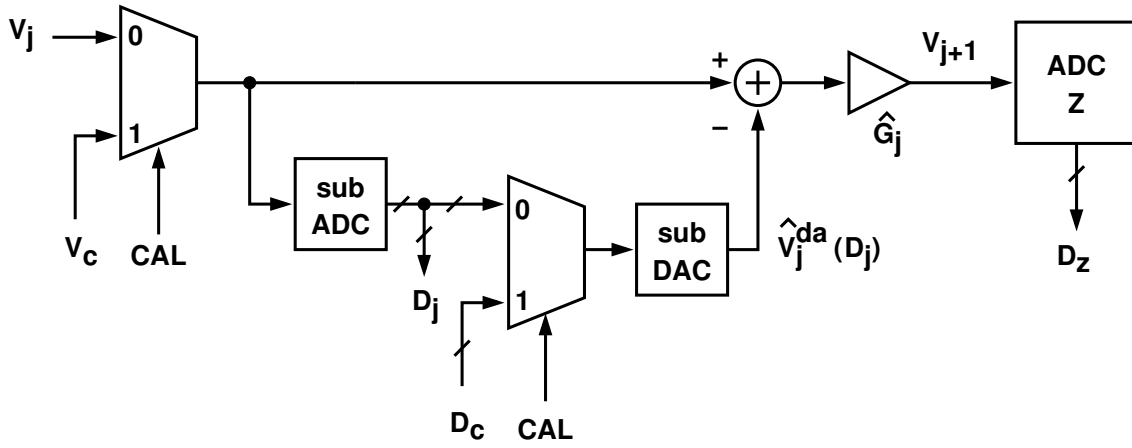 V_j
0
1
V_c
CAL
sub
ADC
D_j
0
1
D_c
CAL
sub
DAC
V̂_j^da (D_j)
+
−
+
Ĝ_j
V_{j+1}
ADC
Z
D_z